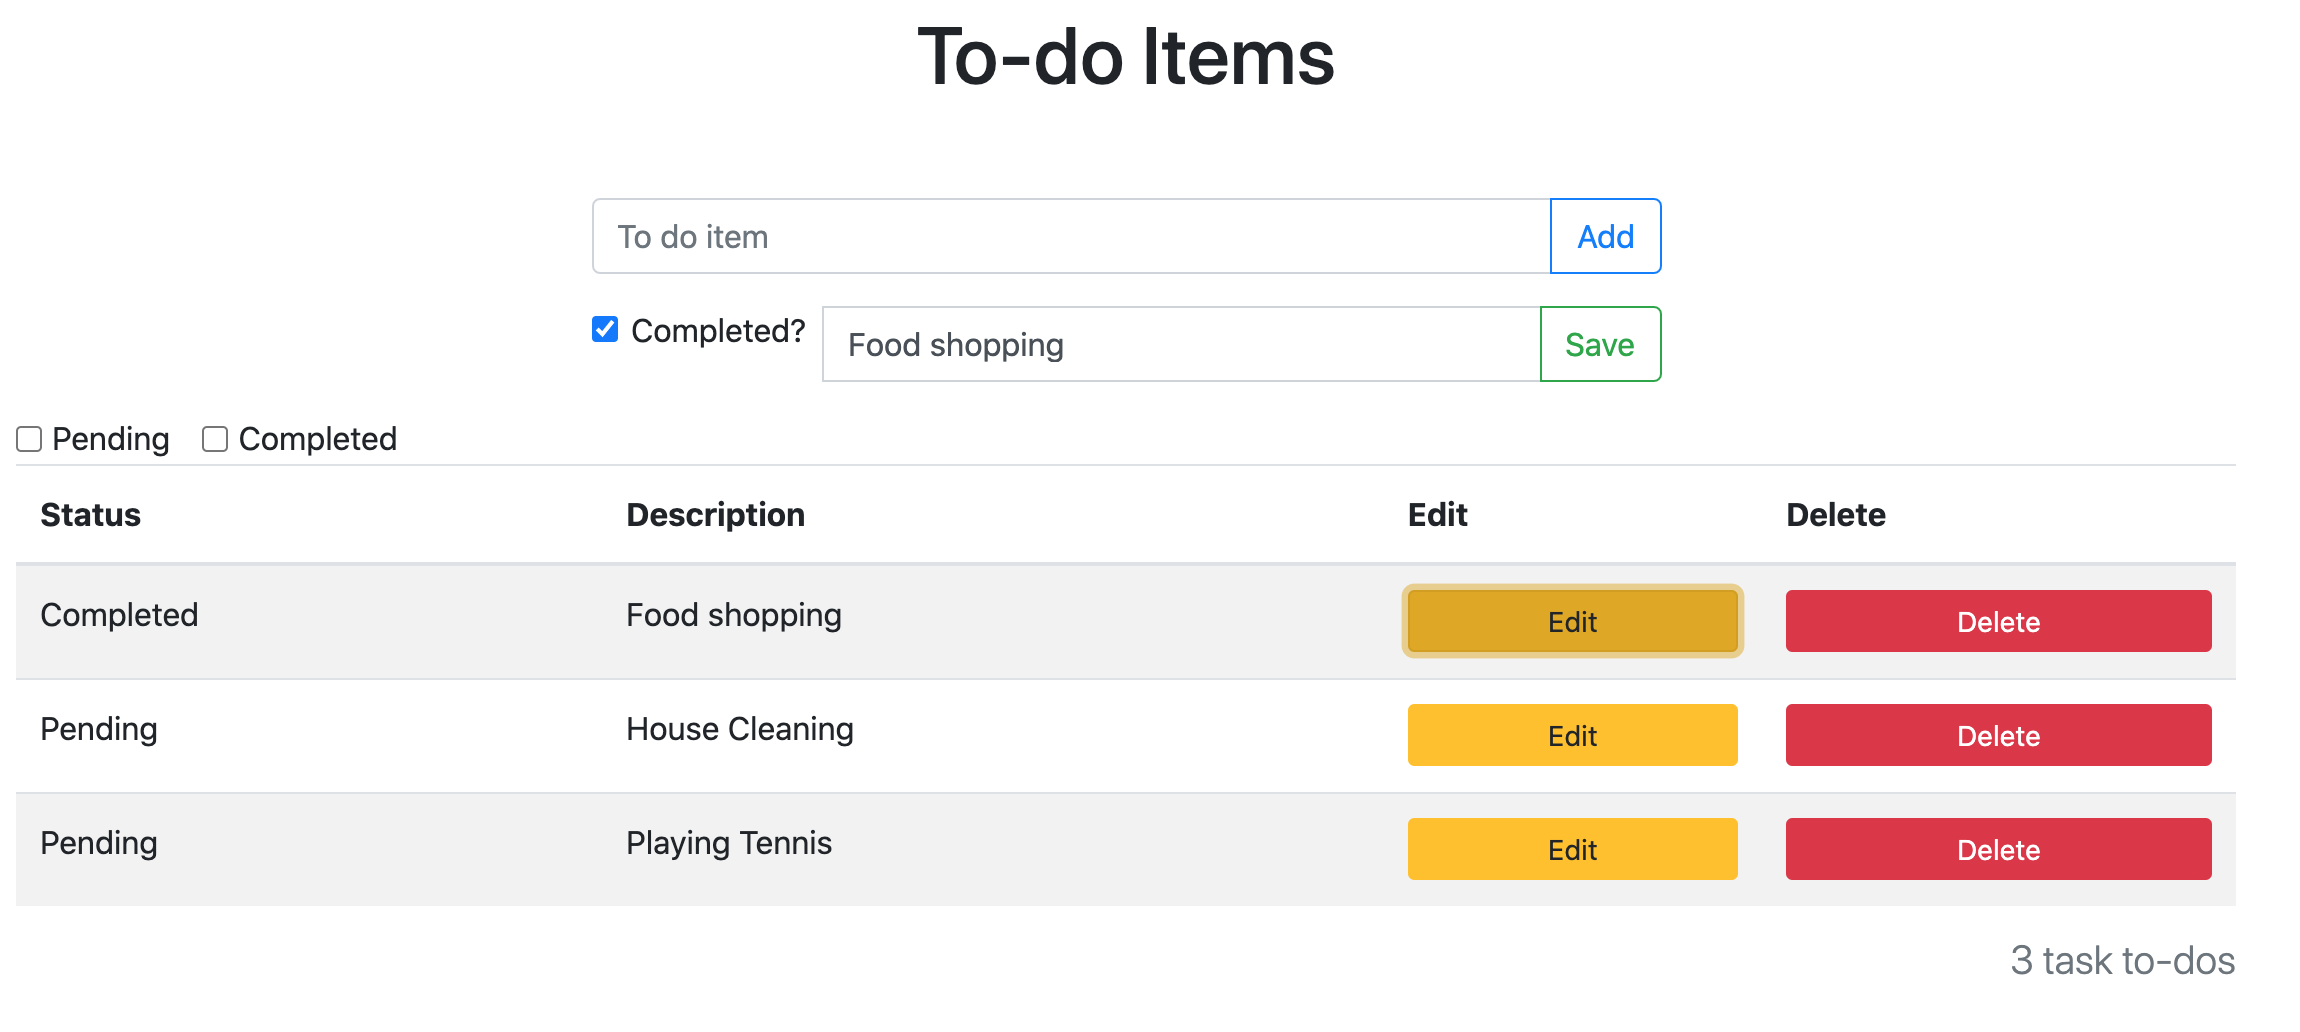 To-do Items
To do item Add
Completed? Food shopping Save
Pending Completed
Status Description Edit Delete
Completed Food shopping Edit Delete
Pending House Cleaning Edit Delete
Pending Playing Tennis Edit Delete
3 task to-dos